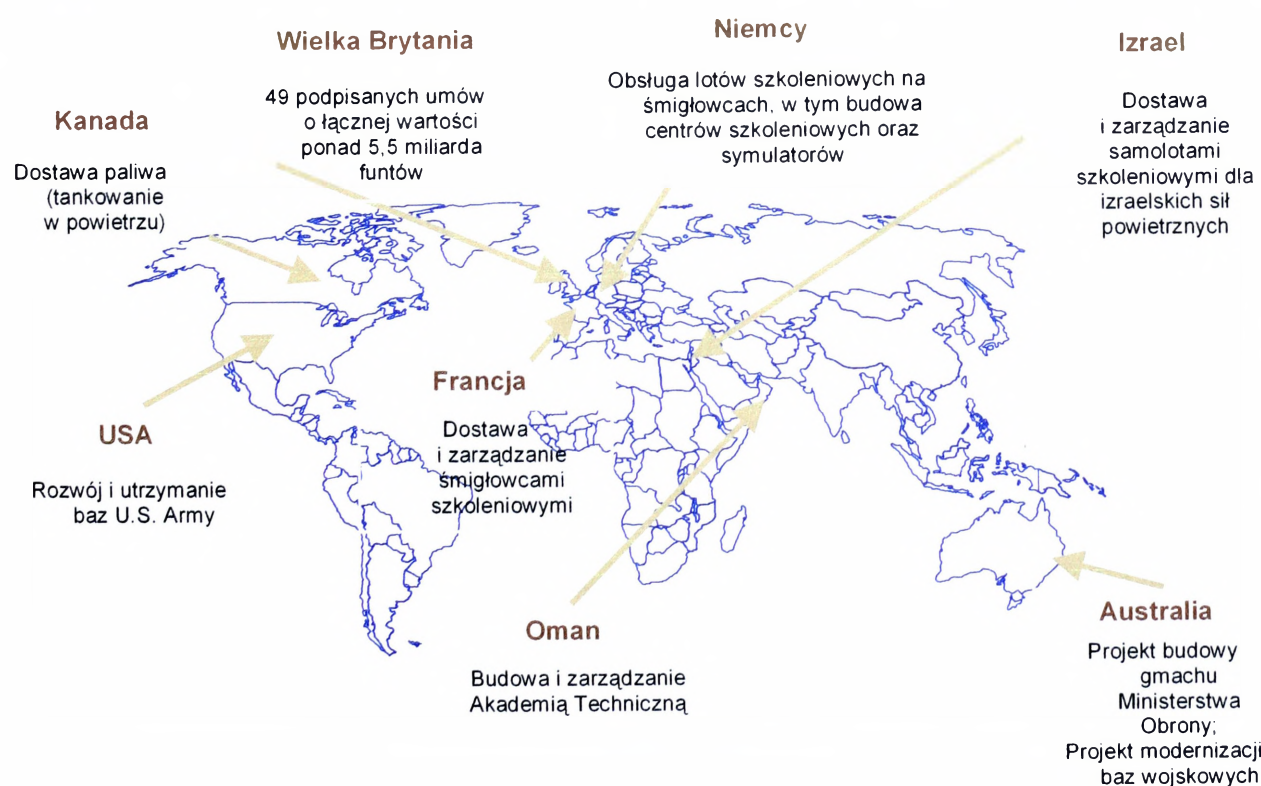 Wielka Brytania
49 podpisanych umów
o łącznej wartości
ponad 5,5 miliarda
funtów
Niemcy
Obsługa lotów szkoleniowych na
śmigłowcach, w tym budowa
centrów szkoleniowych oraz
symulatorów
Izrael
Dostawa
i zarządzanie
samolotami
szkoleniowymi dla
izraelskich sił
powietrznych
Kanada
Dostawa paliwa
(tankowanie
w powietrzu)
Francja
Dostawa
i zarządzanie
śmigłowcami
szkoleniowymi
USA
Rozwój i utrzymanie
baz U.S. Army
Oman
Budowa i zarządzanie
Akademią Techniczną
Australia
Projekt budowy
gmachu
Ministerstwa
Obrony;
Projekt modernizacji
baz wojskowych